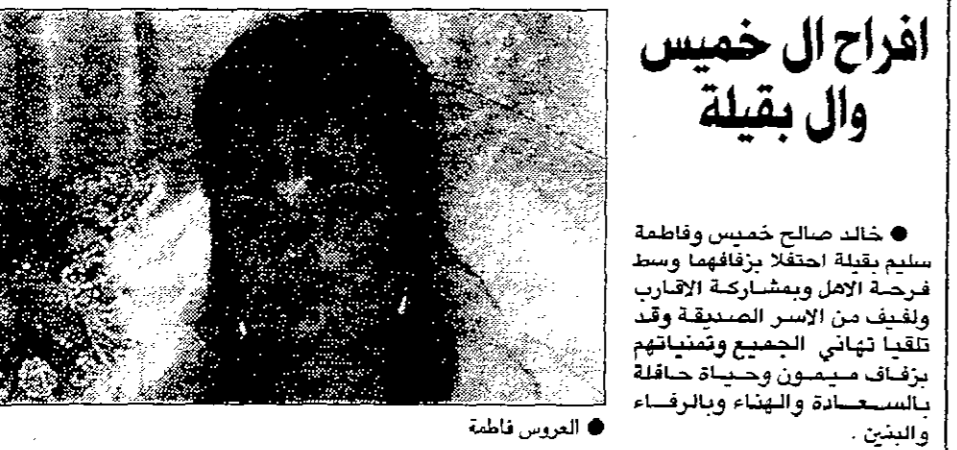 افراح ال خميس
وال بقيلة
● خالد صالح خميس وفاطمة
سليم بقيلة احتفلا بزفافهما وسط
فرحة الاهل وبمشاركة الاقارب
ولفيف من الاسر الصديقة وقد
تلقيا تهاني الجميع وتمنياتهم
بزفاف ميمون وحياة حافلة
بالسعادة والهناء وبالرفاء
والبنين .
● العروس فاطمة